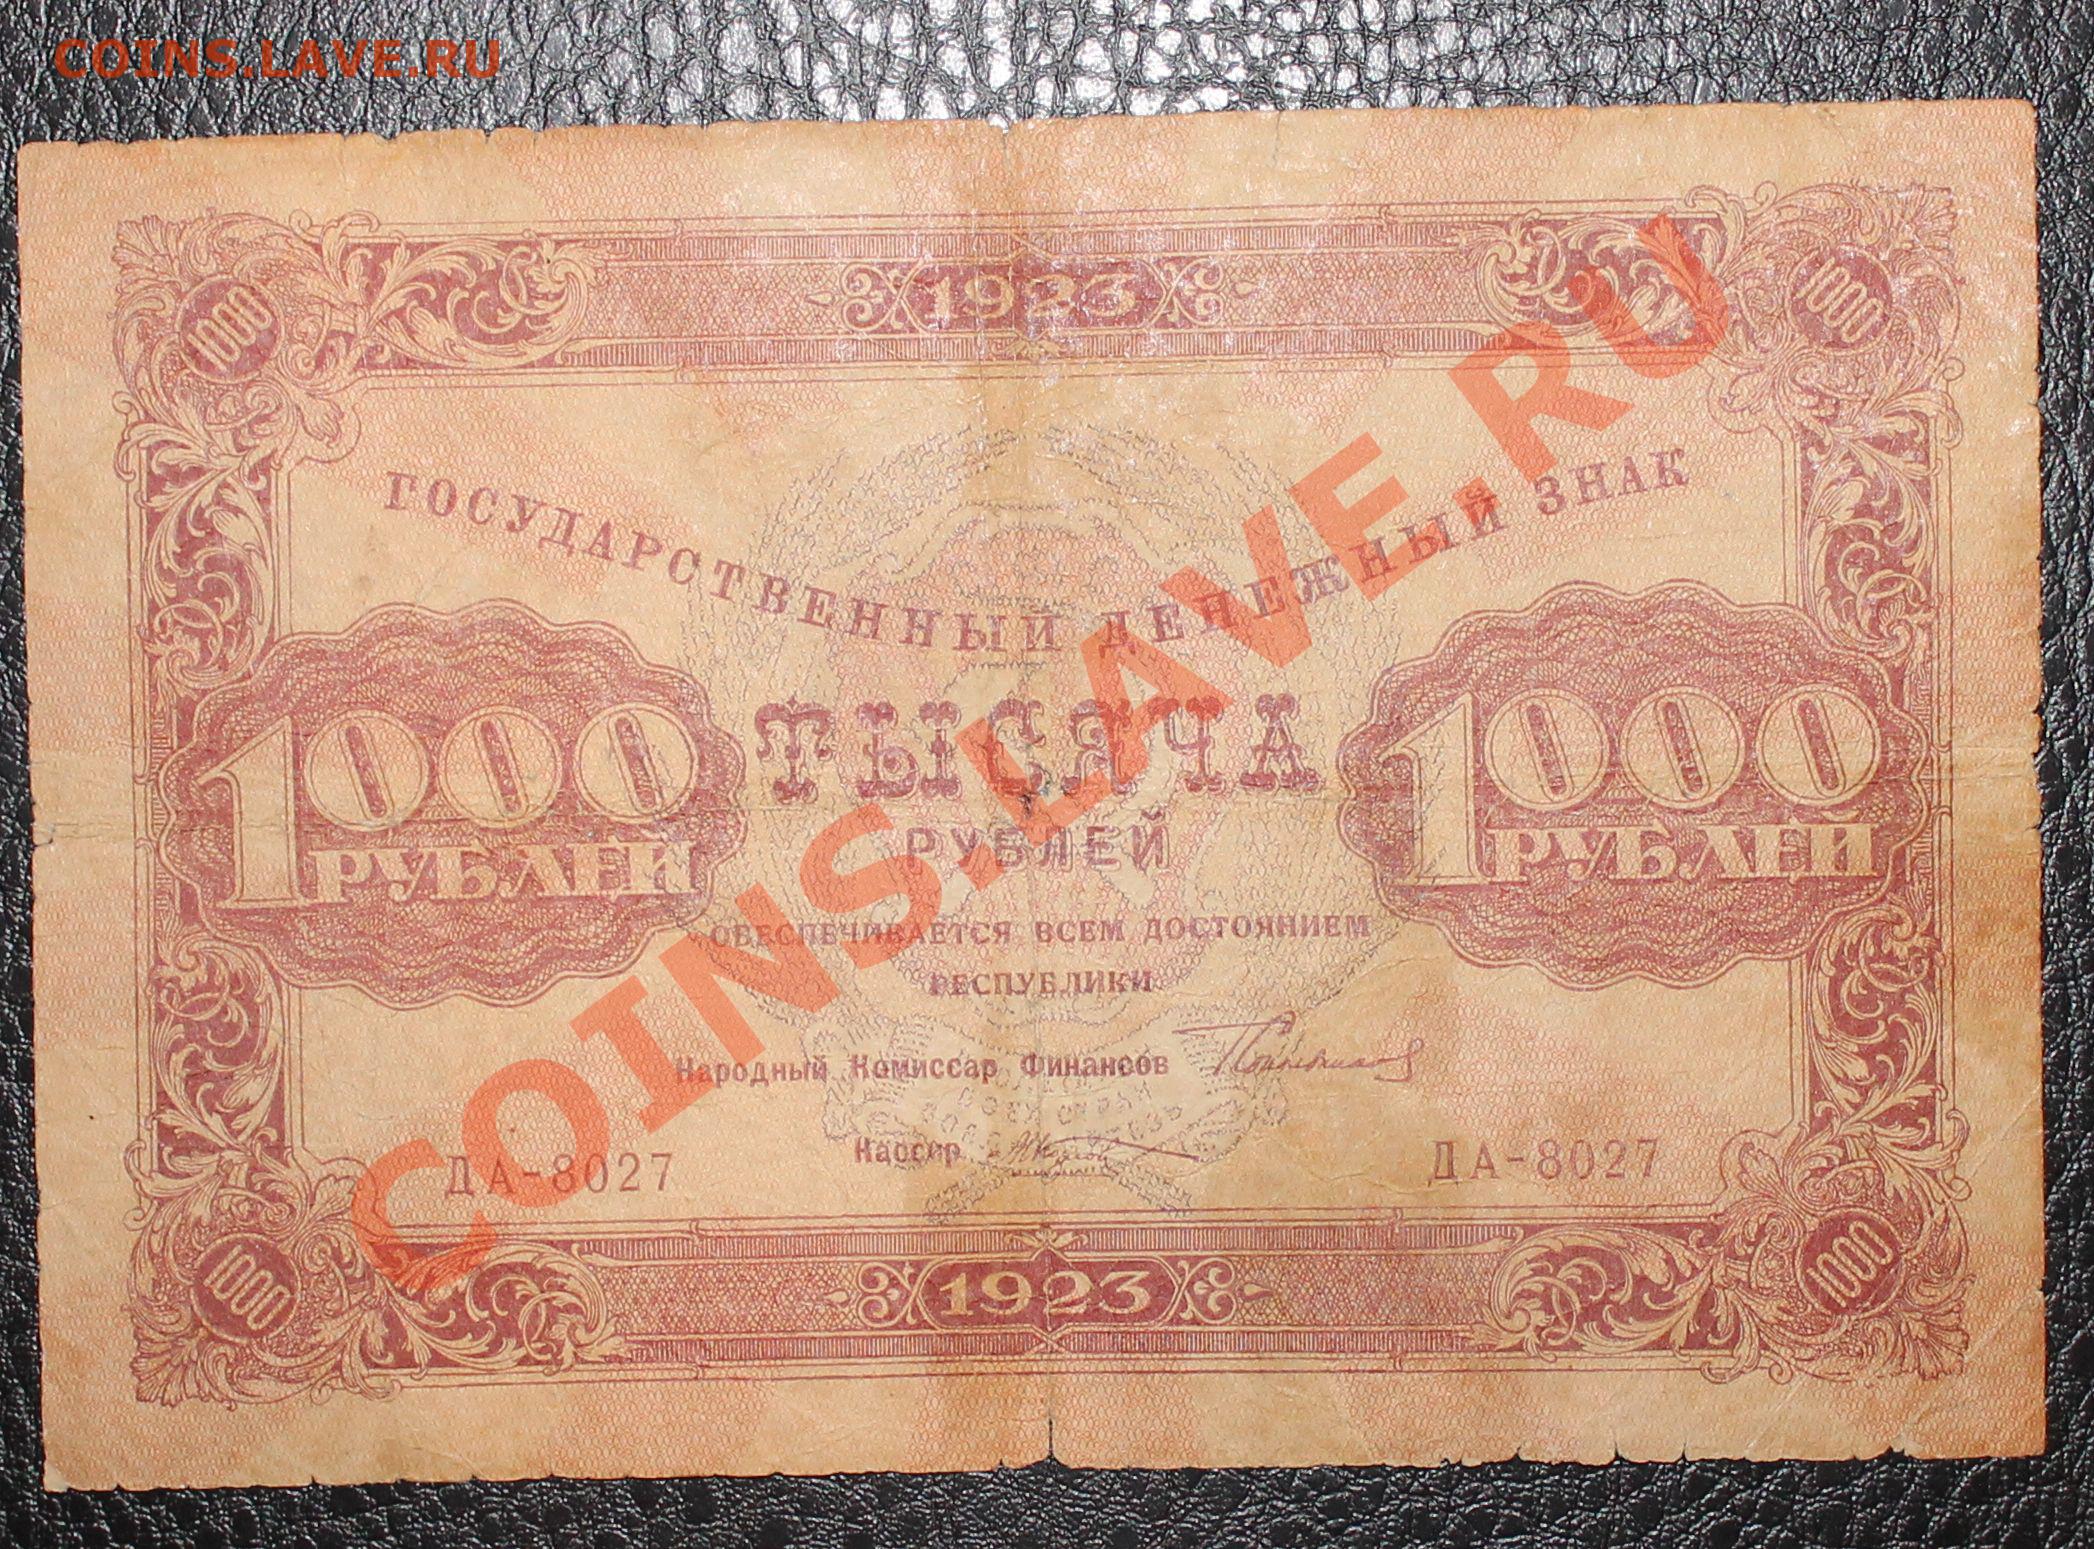 COINS.LAVE.RU
1923
1000 1000
ГОСУДАРСТВЕННЫЙ ДЕНЕЖНЫЙ ЗНАК
ТЫСЯЧА
1000 1000
РУБЛЕЙ РУБЛЕЙ РУБЛЕЙ
ОБЕСПЕЧИВАЕТСЯ ВСЕМ ДОСТОЯНИЕМ
РЕСПУБЛИКИ
Народный Комиссар Финансов
Кассир
ДА-8027 ДА-8027
1000 1000
1923
COINS.LAVE.RU